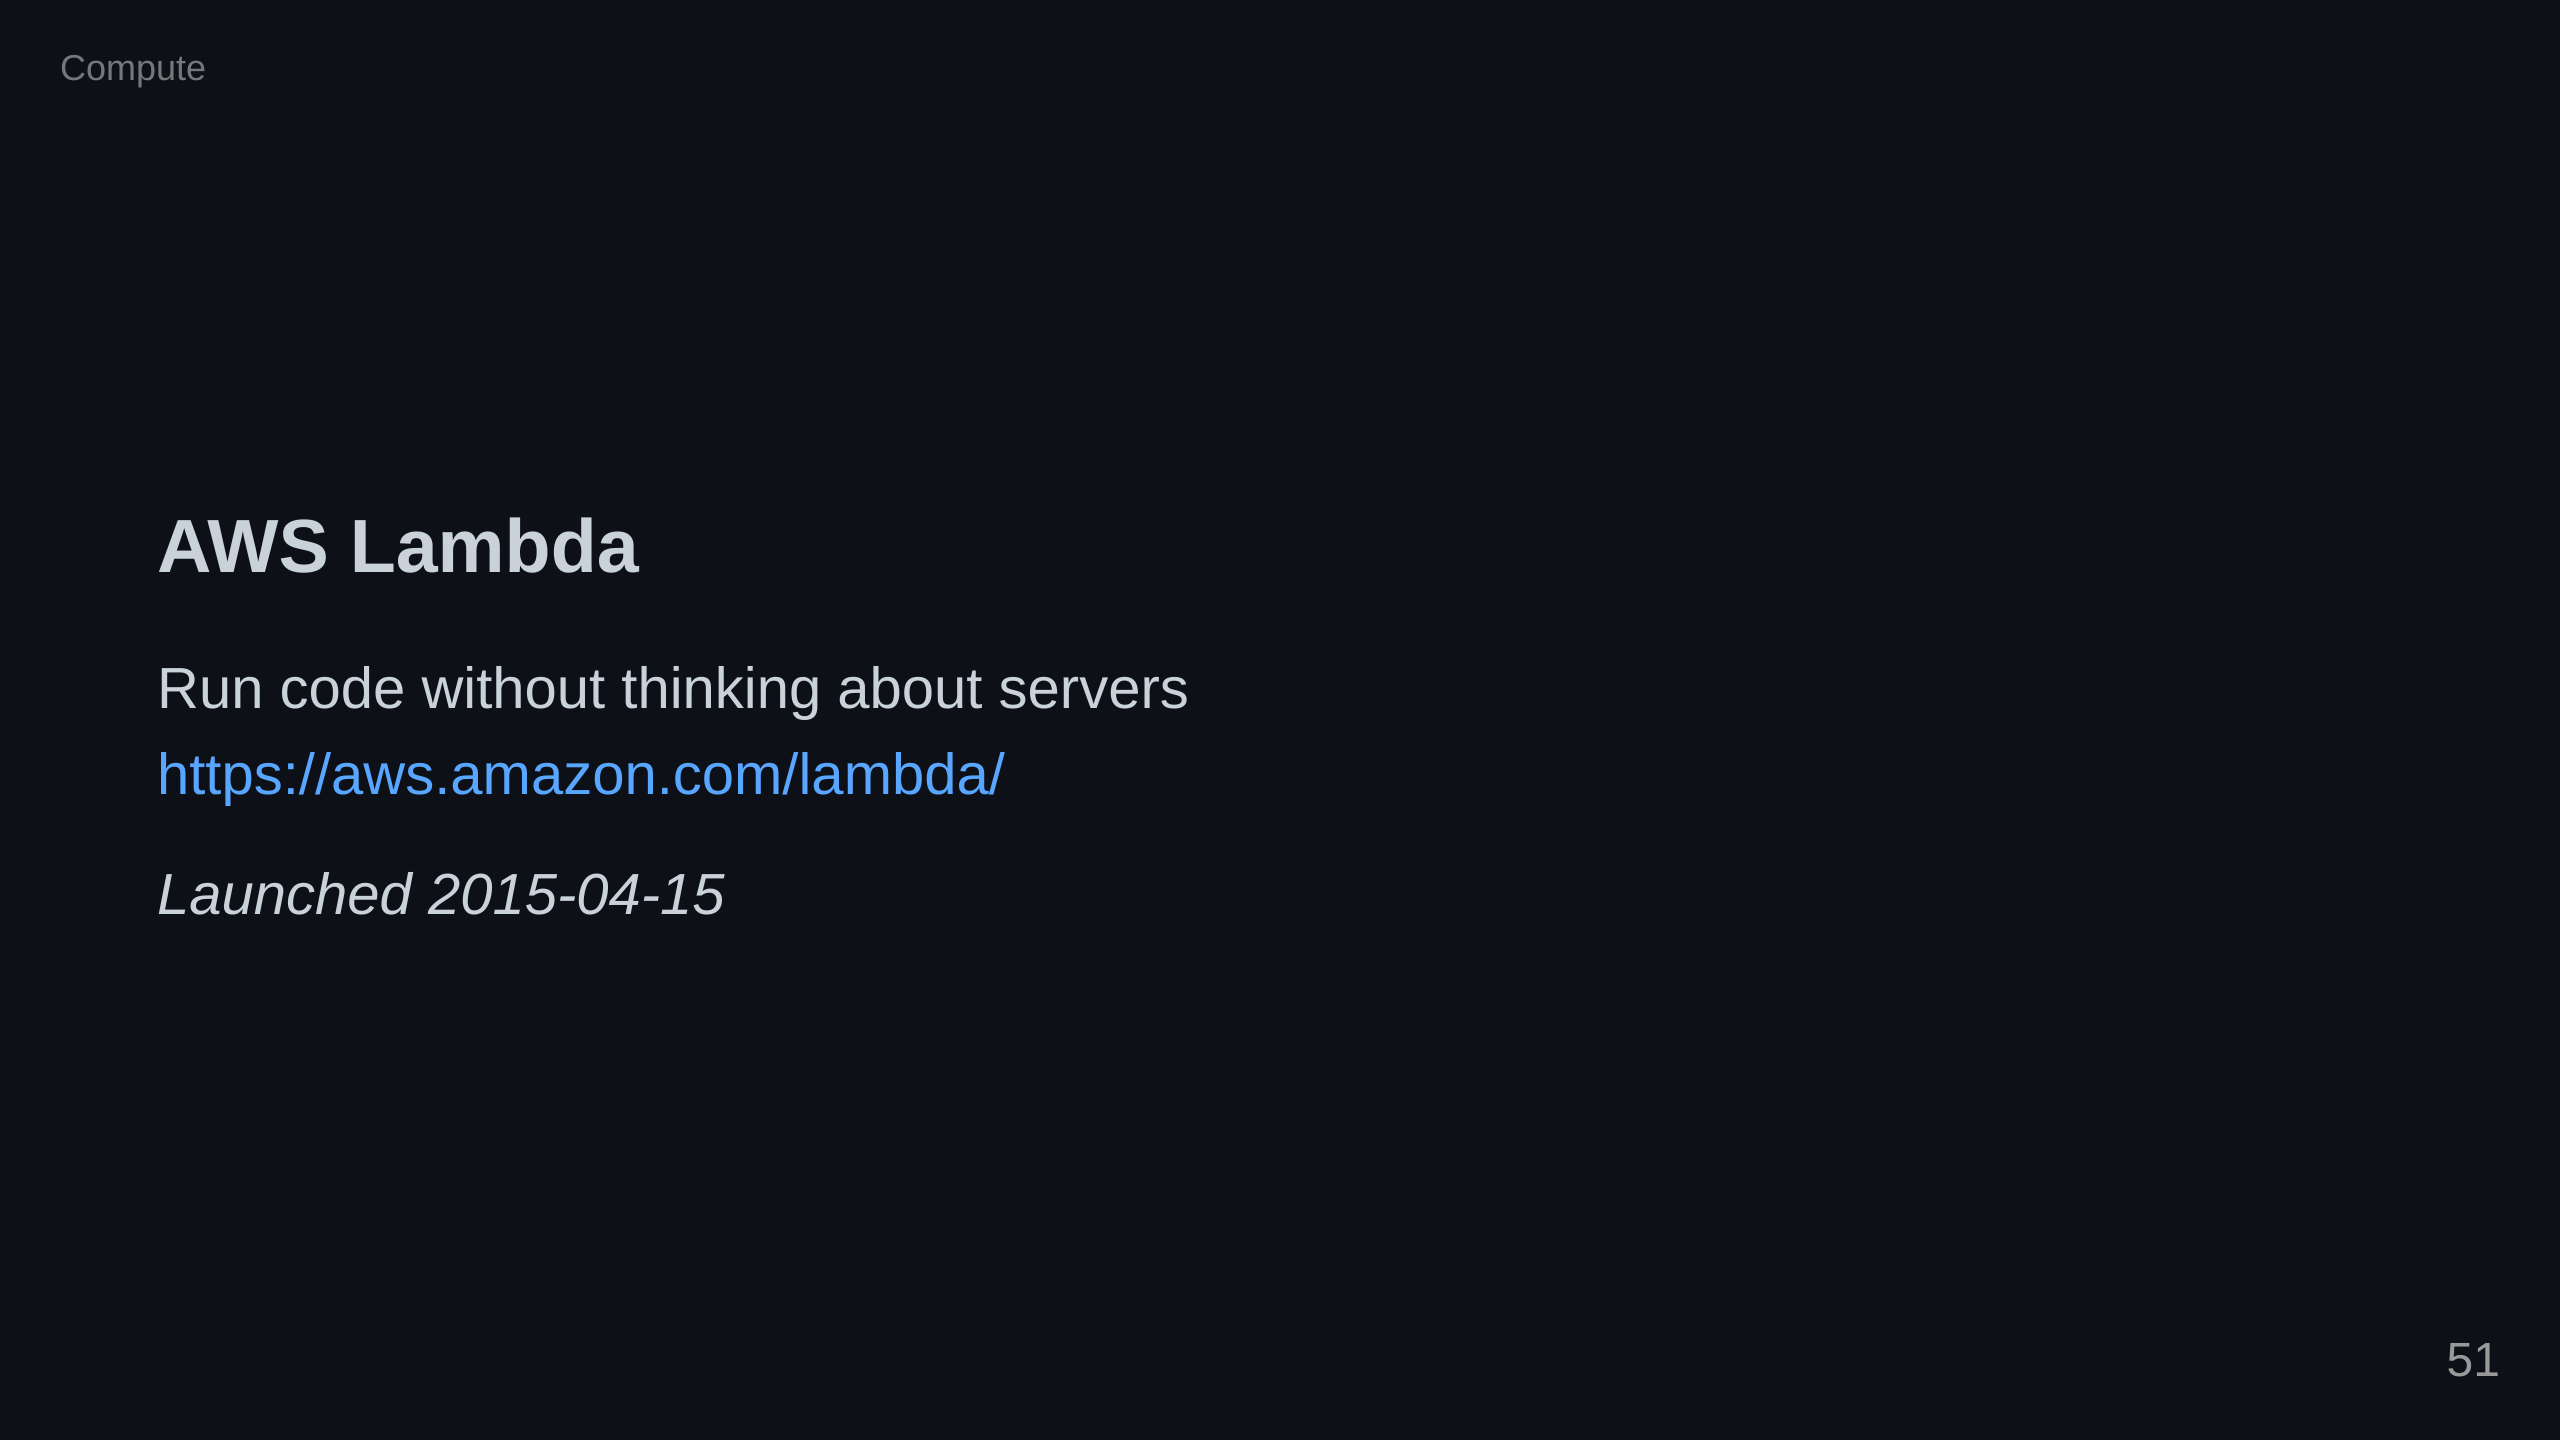 Compute
AWS Lambda
Run code without thinking about servers
https://aws.amazon.com/lambda/
Launched 2015-04-15
51